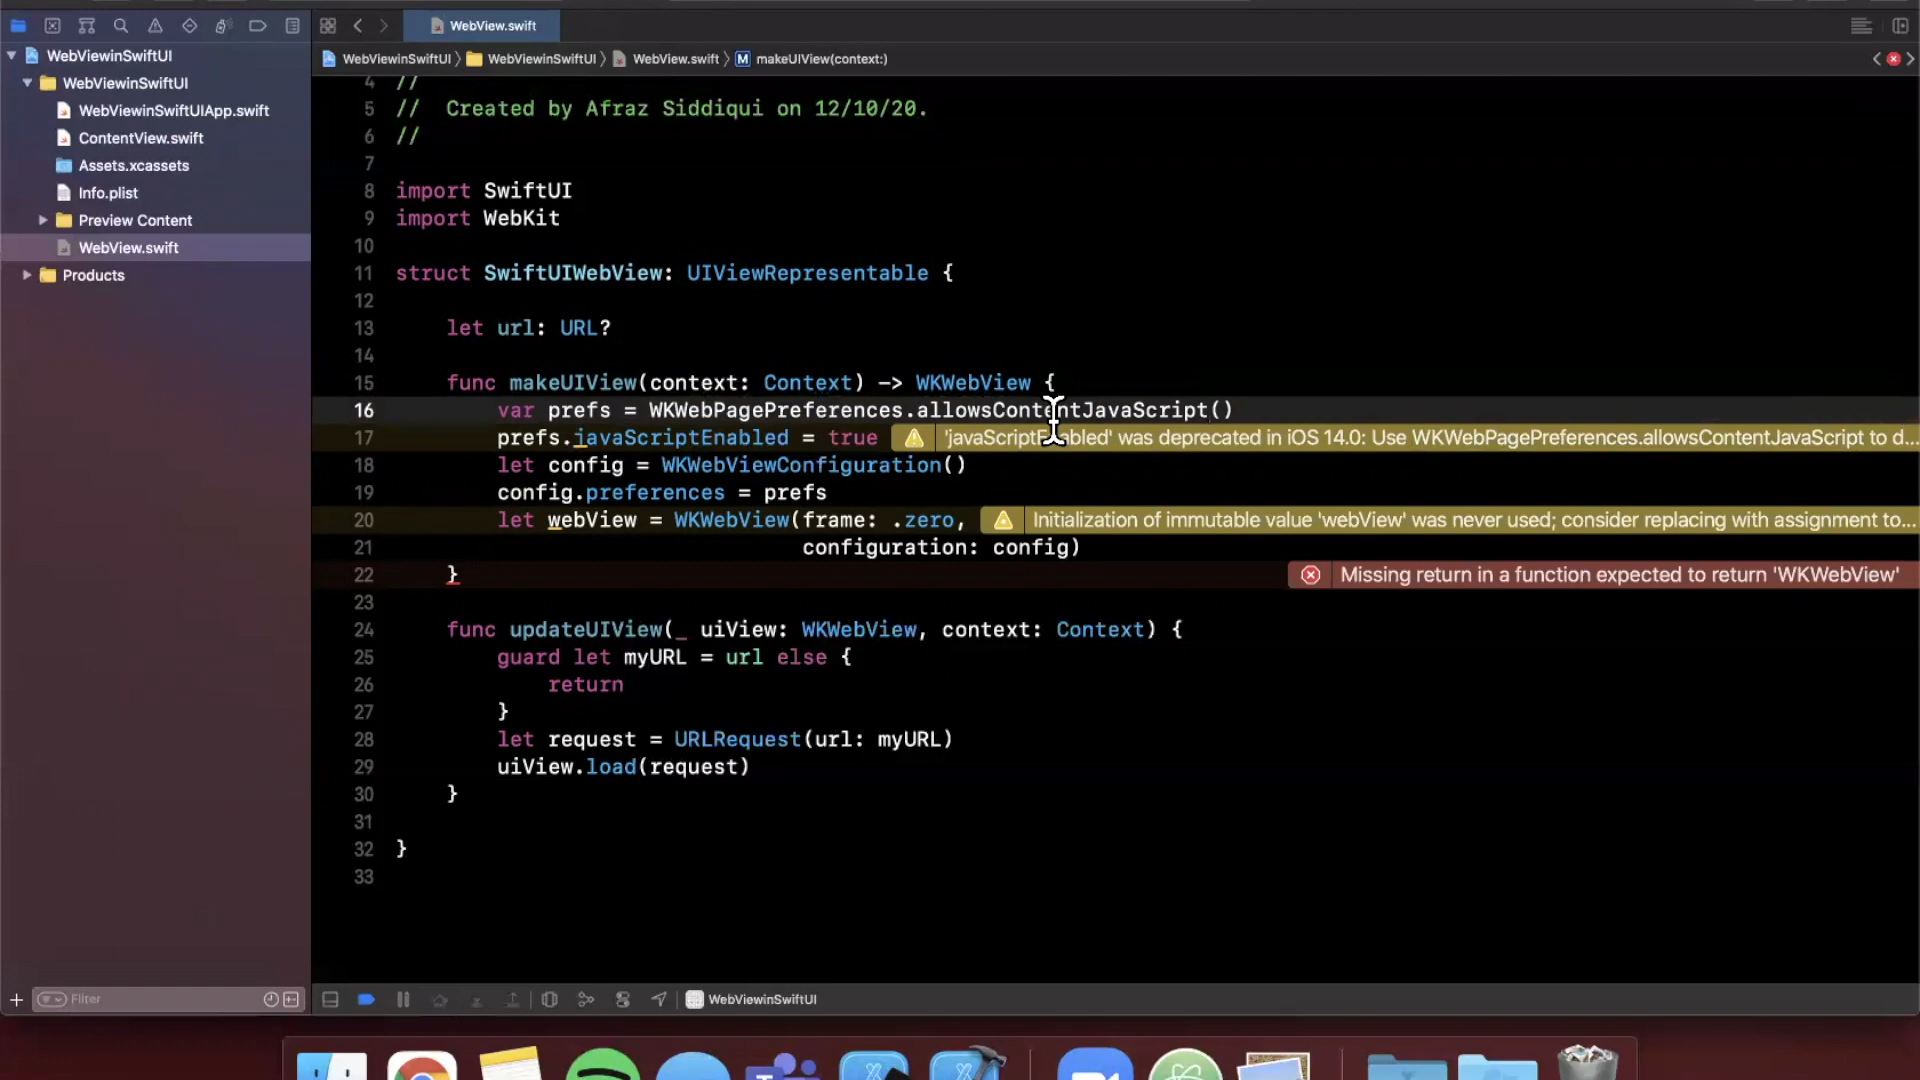 WebView.swift
WebViewinSwiftUI
WebViewinSwiftUI
WebViewinSwiftUIApp.swift
ContentView.swift
Assets.xcassets
Info.plist
Preview Content
WebView.swift
Products
Filter
WebViewinSwiftUI 〉 WebViewinSwiftUI 〉 WebView.swift 〉 M makeUIView(context:)
4 //
5 //  Created by Afraz Siddiqui on 12/10/20.
6 //
7
8 import SwiftUI
9 import WebKit
10
11 struct SwiftUIWebView: UIViewRepresentable {
12
13     let url: URL?
14
15     func makeUIView(context: Context) -> WKWebView {
16         var prefs = WKWebPagePreferences.allowsContentJavaScript()
17         prefs.javaScriptEnabled = true 'javaScriptEnabled' was deprecated in iOS 14.0: Use WKWebPagePreferences.allowsContentJavaScript to d...
18         let config = WKWebViewConfiguration()
19         config.preferences = prefs
20         let webView = WKWebView(frame: .zero, Initialization of immutable value 'webView' was never used; consider replacing with assignment to...
21                                 configuration: config)
22     } Missing return in a function expected to return 'WKWebView'
23
24     func updateUIView(_ uiView: WKWebView, context: Context) {
25         guard let myURL = url else {
26             return
27         }
28         let request = URLRequest(url: myURL)
29         uiView.load(request)
30     }
31
32 }
33
WebViewinSwiftUI